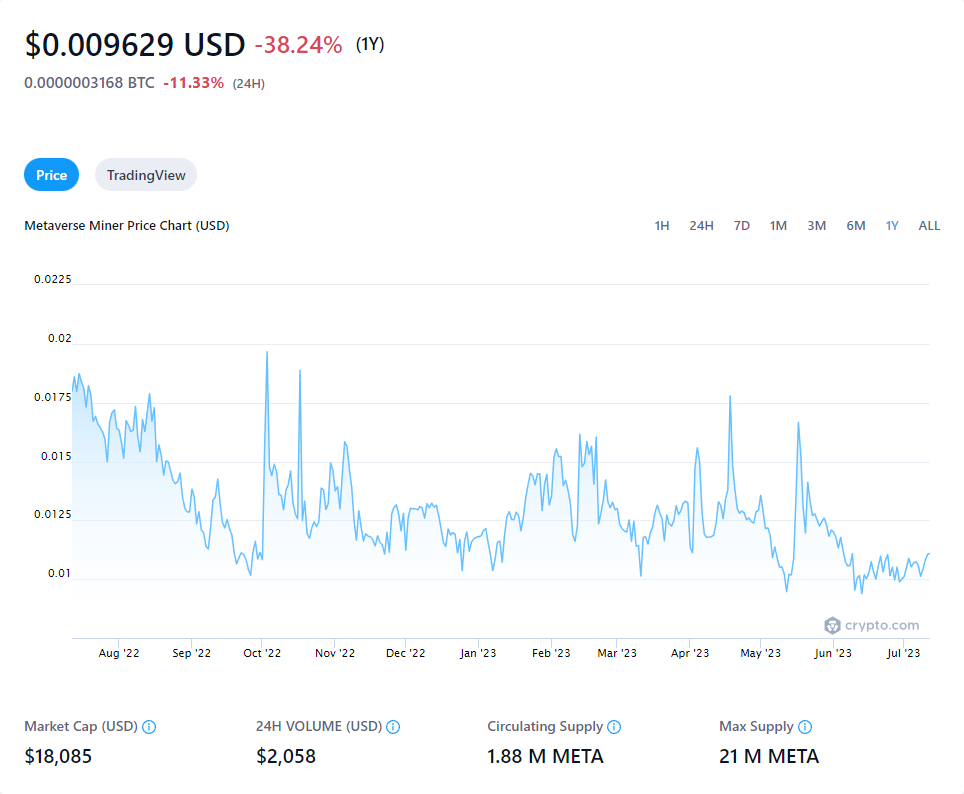 $0.009629 USD -38.24% (1Y)
0.0000003168 BTC -11.33% (24H)
Price TradingView
Metaverse Miner Price Chart (USD) 1H 24H 7D 1M 3M 6M 1Y ALL
0.0225
0.02
0.0175
0.015
0.0125
0.01
crypto.com
Aug '22 Sep '22 Oct '22 Nov '22 Dec '22 Jan '23 Feb '23 Mar '23 Apr '23 May '23 Jun '23 Jul '23
Market Cap (USD) 24H VOLUME (USD) Circulating Supply Max Supply
$18,085 $2,058 1.88 M META 21 M META